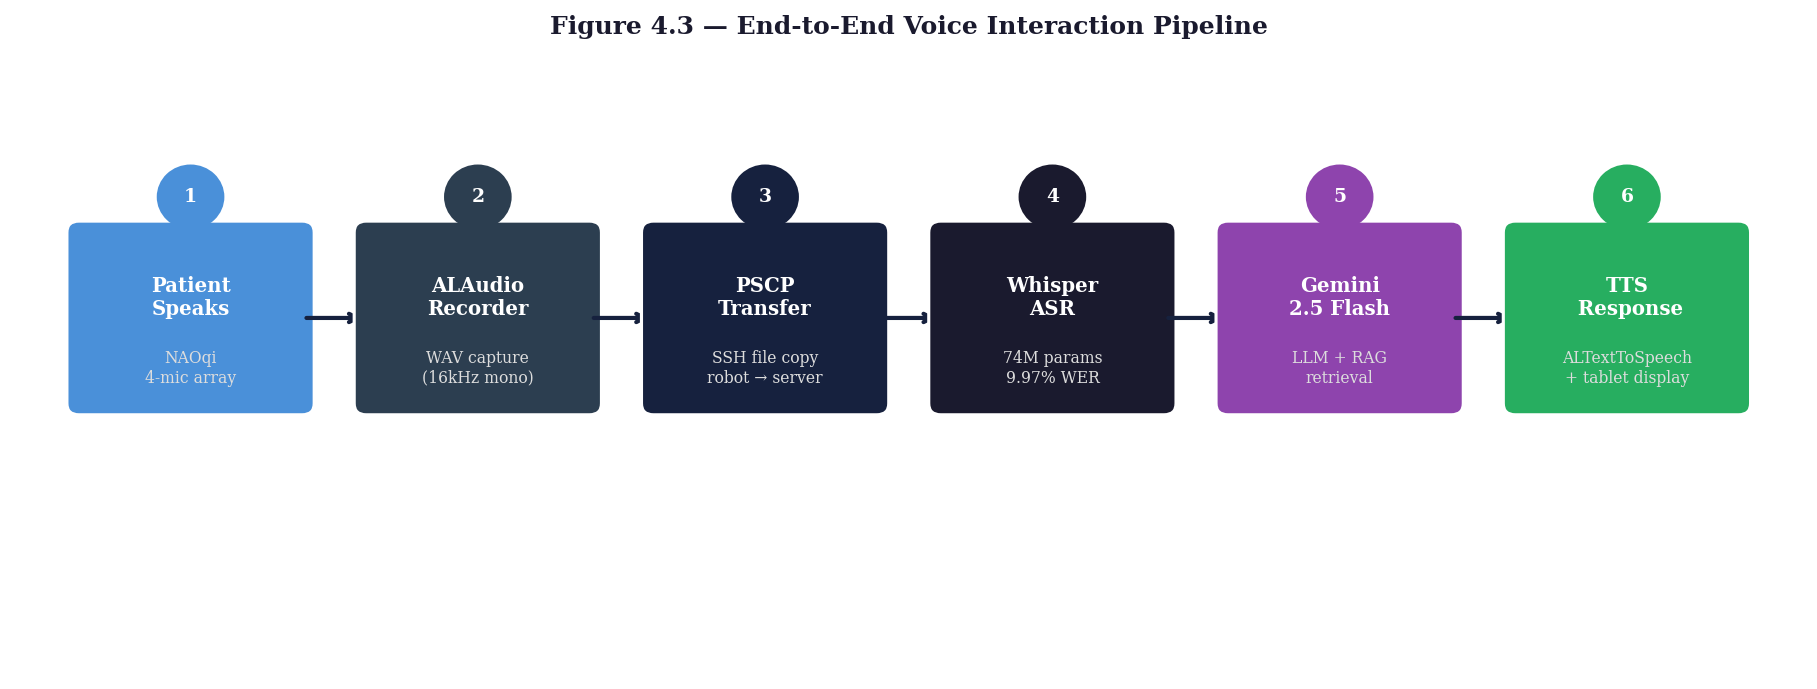 Figure 4.3 — End-to-End Voice Interaction Pipeline
1
Patient
Speaks
NAOqi
4-mic array
2
ALAudio
Recorder
WAV capture
(16kHz mono)
3
PSCP
Transfer
SSH file copy
robot → server
4
Whisper
ASR
74M params
9.97% WER
5
Gemini
2.5 Flash
LLM + RAG
retrieval
6
TTS
Response
ALTextToSpeech
+ tablet display